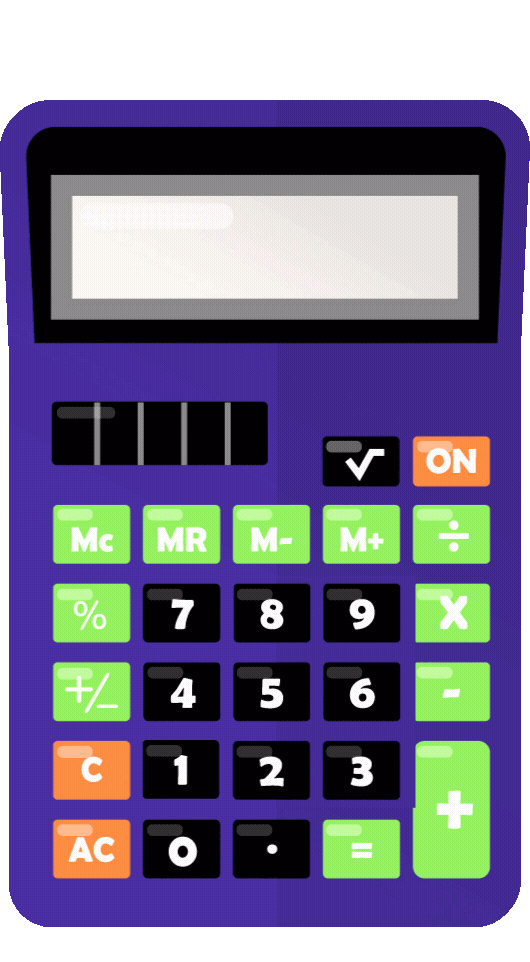 √ ON
Mc MR M- M+ ÷
% 7 8 9 X
+/_ 4 5 6 -
C 1 2 3 +
AC 0 · =